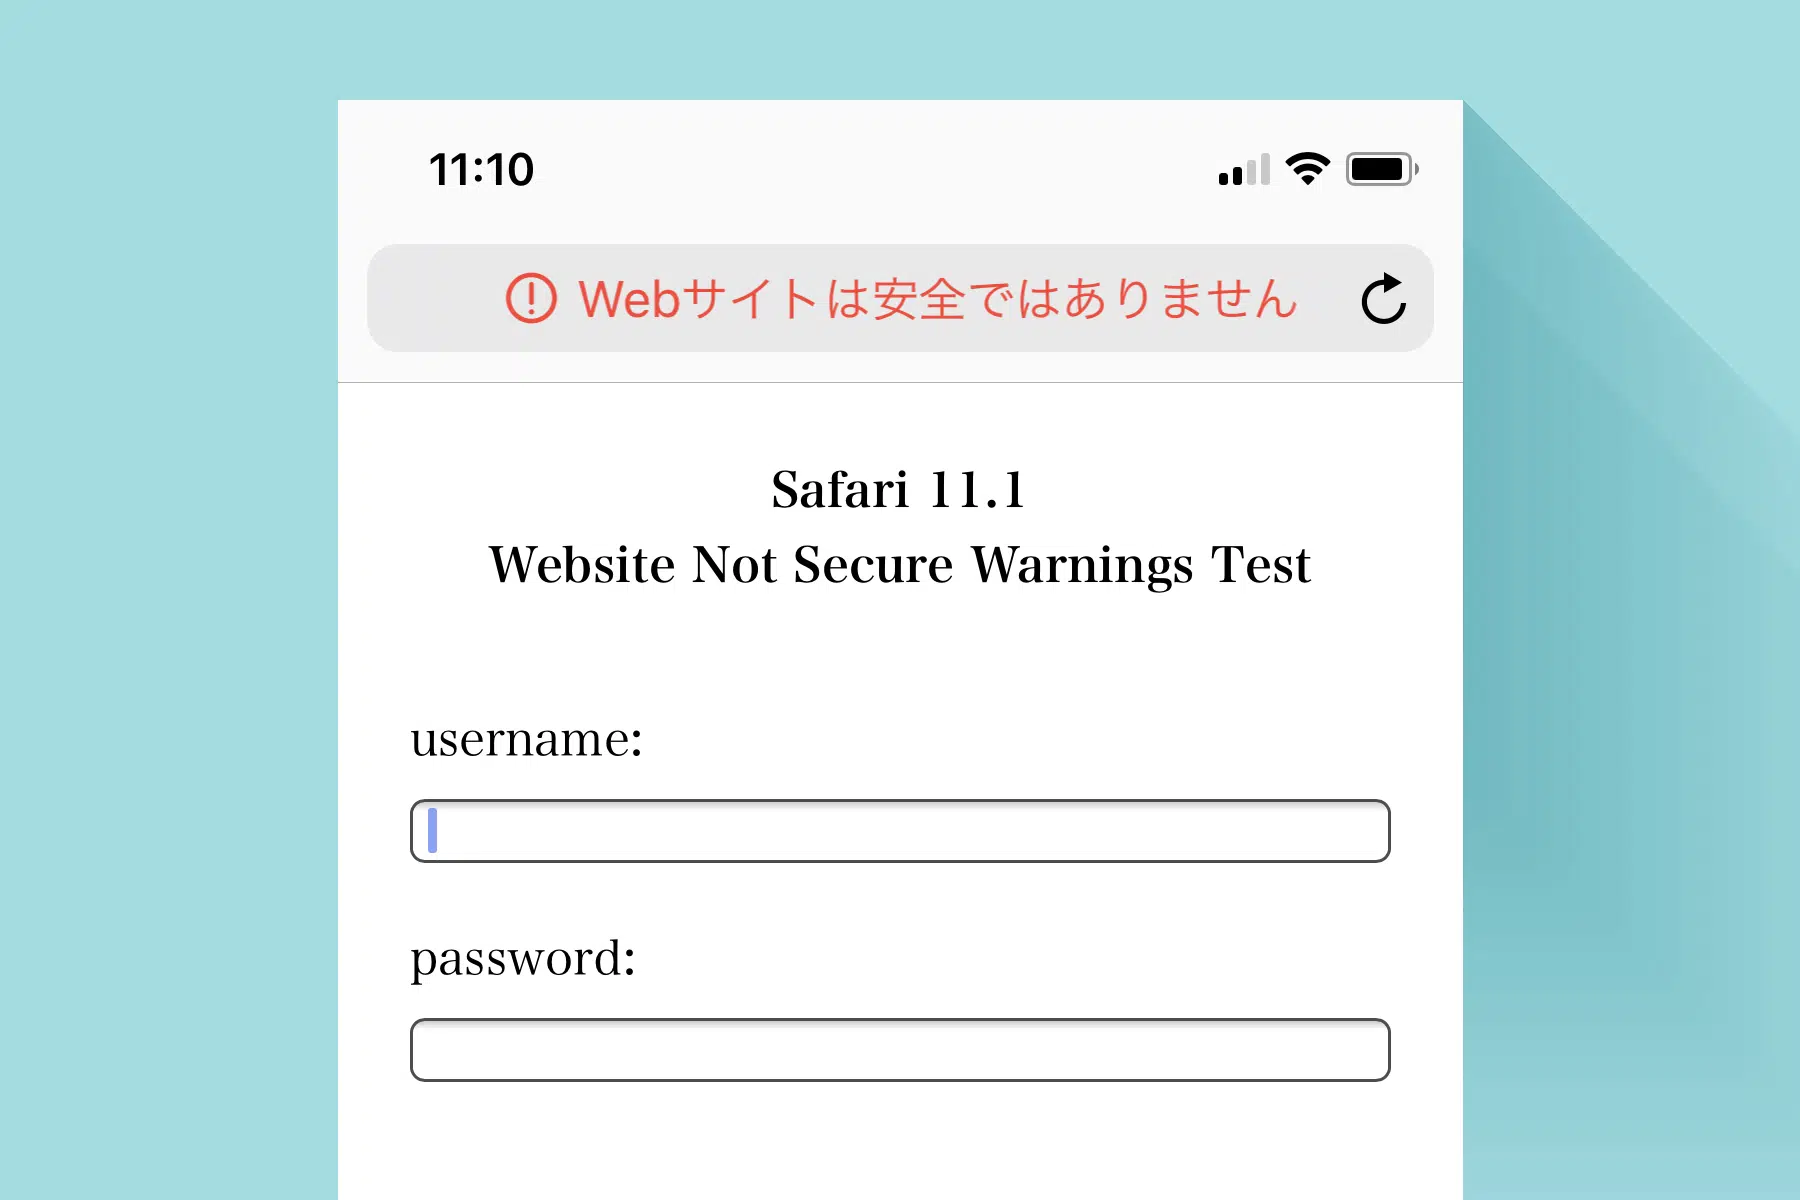 11:10
Webサイトは安全ではありません
Safari 11.1
Website Not Secure Warnings Test
username:
password: